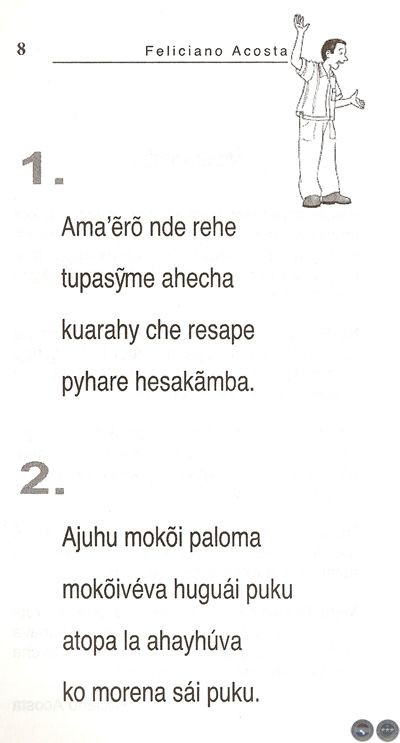 8
Feliciano Acosta
1.
Ama'ẽrõ nde rehe
tupasỹme ahecha
kuarahy che resape
pyhare hesakãmba.
2.
Ajuhu mokõi paloma
mokõivéva huguái puku
atopa la ahayhúva
ko morena sái puku.